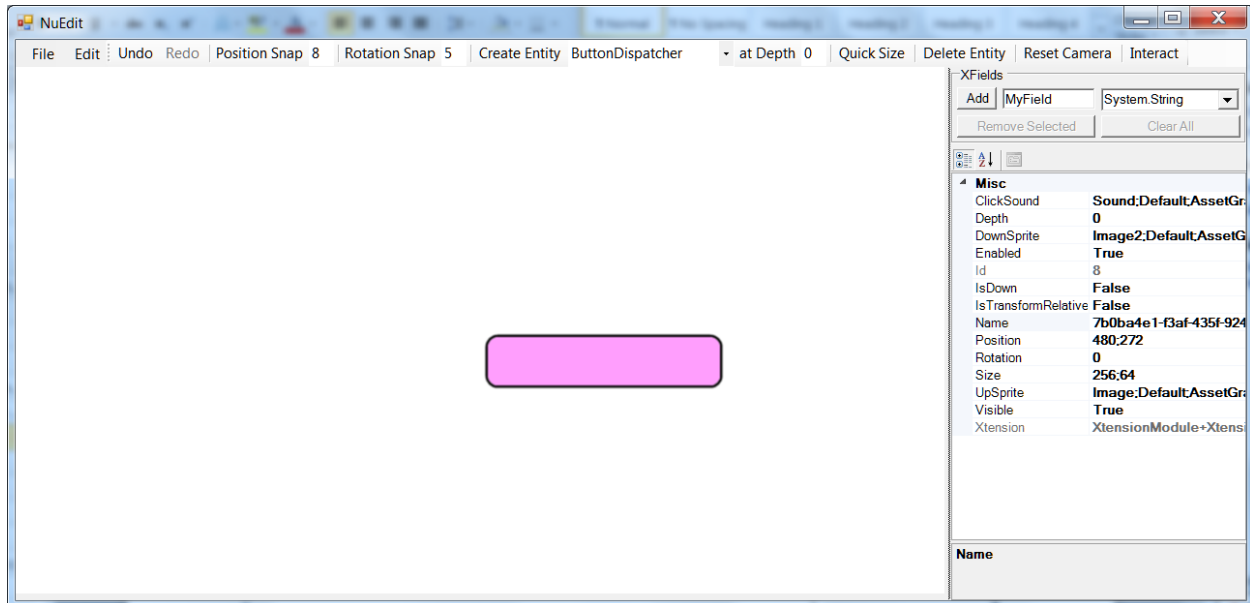 NuEdit
File Edit Undo Redo Position Snap 8 Rotation Snap 5 Create Entity ButtonDispatcher at Depth 0 Quick Size Delete Entity Reset Camera Interact
XFields
Add MyField System.String
Remove Selected Clear All
Misc
ClickSound Sound;Default;AssetGr
Depth 0
DownSprite Image2;Default;AssetG
Enabled True
Id 8
IsDown False
IsTransformRelative False
Name 7b0ba4e1-f3af-435f-924
Position 480;272
Rotation 0
Size 256;64
UpSprite Image;Default;AssetGr
Visible True
Xtension XtensionModule+Xtens
Name